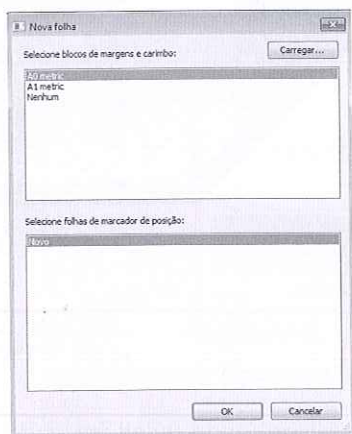 Nova folha
Selecione blocos de margens e carimbo:
Carregar...
A0 metric
A1 metric
Nenhum
Selecione folhas de marcador de posição:
Novo
OK
Cancelar